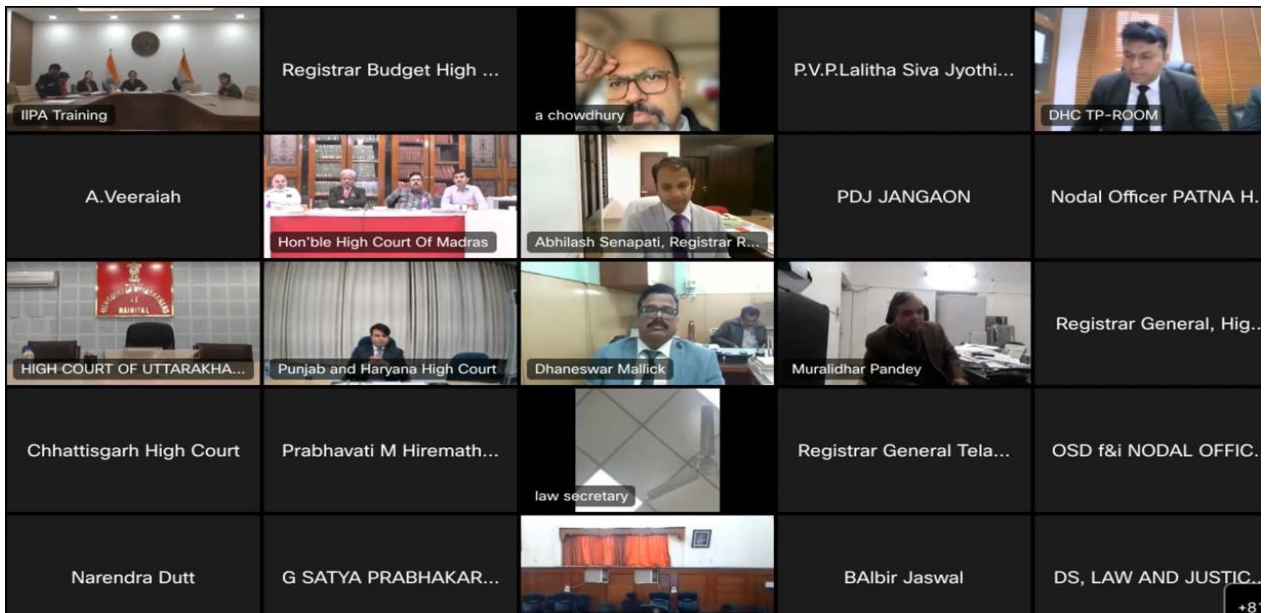 IIPA Training
Registrar Budget High ...
a chowdhury
P.V.P.Lalitha Siva Jyothi...
DHC TP-ROOM
A.Veeraiah
Hon'ble High Court Of Madras
Abhilash Senapati, Registrar R...
PDJ JANGAON
Nodal Officer PATNA H.
HIGH COURT OF UTTARAKHA...
Punjab and Haryana High Court
Dhaneswar Mallick
Muralidhar Pandey
Registrar General, Hig..
Chhattisgarh High Court
Prabhavati M Hiremath...
law secretary
Registrar General Tela...
OSD f&i NODAL OFFIC.
Narendra Dutt
G SATYA PRABHAKAR...
BAlbir Jaswal
DS, LAW AND JUSTIC..